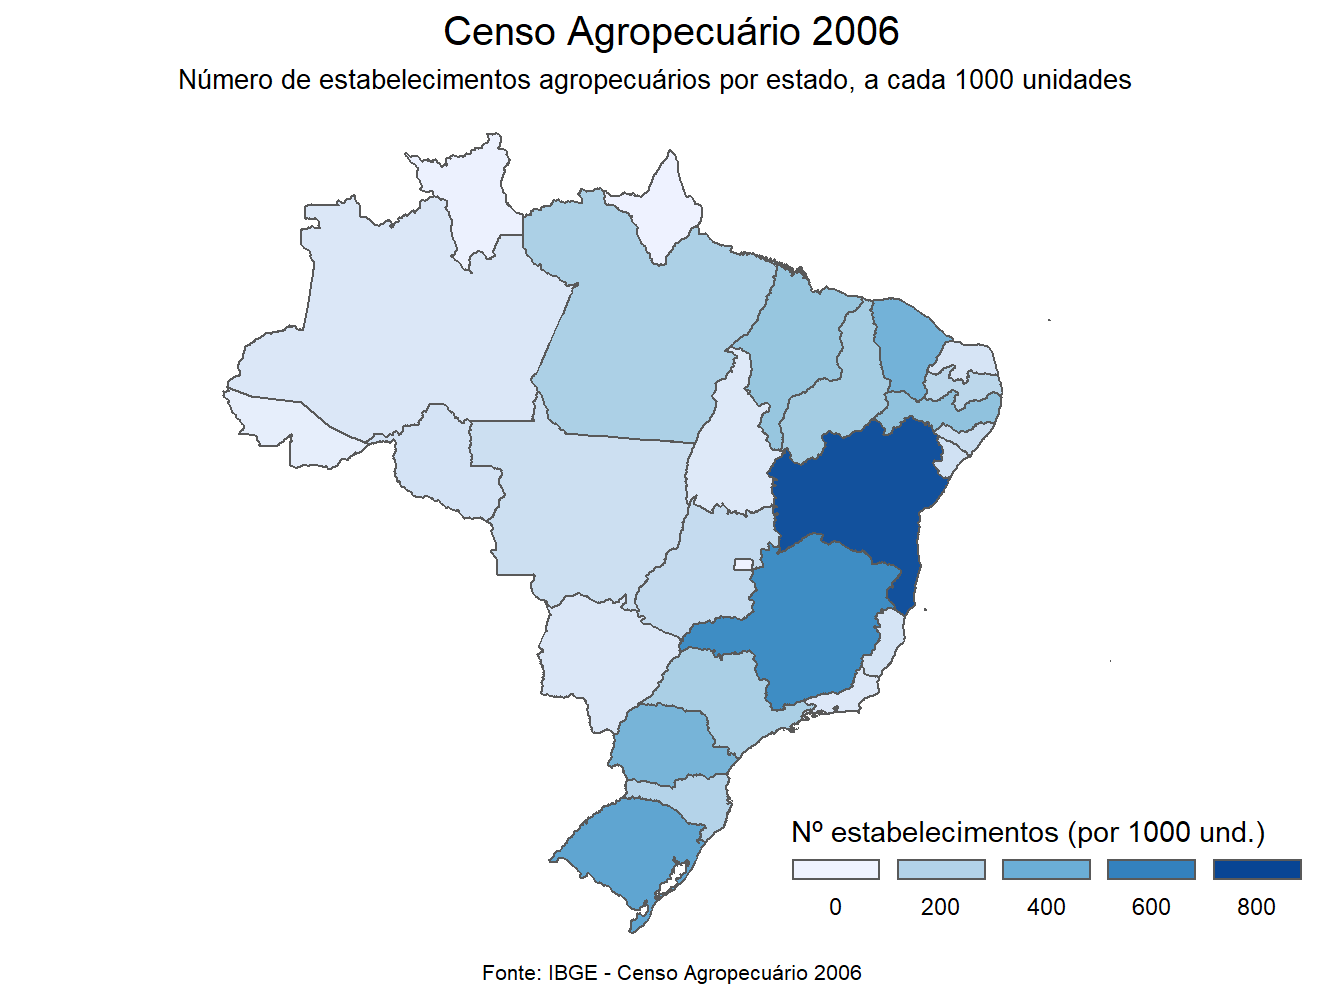 Censo Agropecuário 2006
Número de estabelecimentos agropecuários por estado, a cada 1000 unidades
Nº estabelecimentos (por 1000 und.)
0 200 400 600 800
Fonte: IBGE - Censo Agropecuário 2006